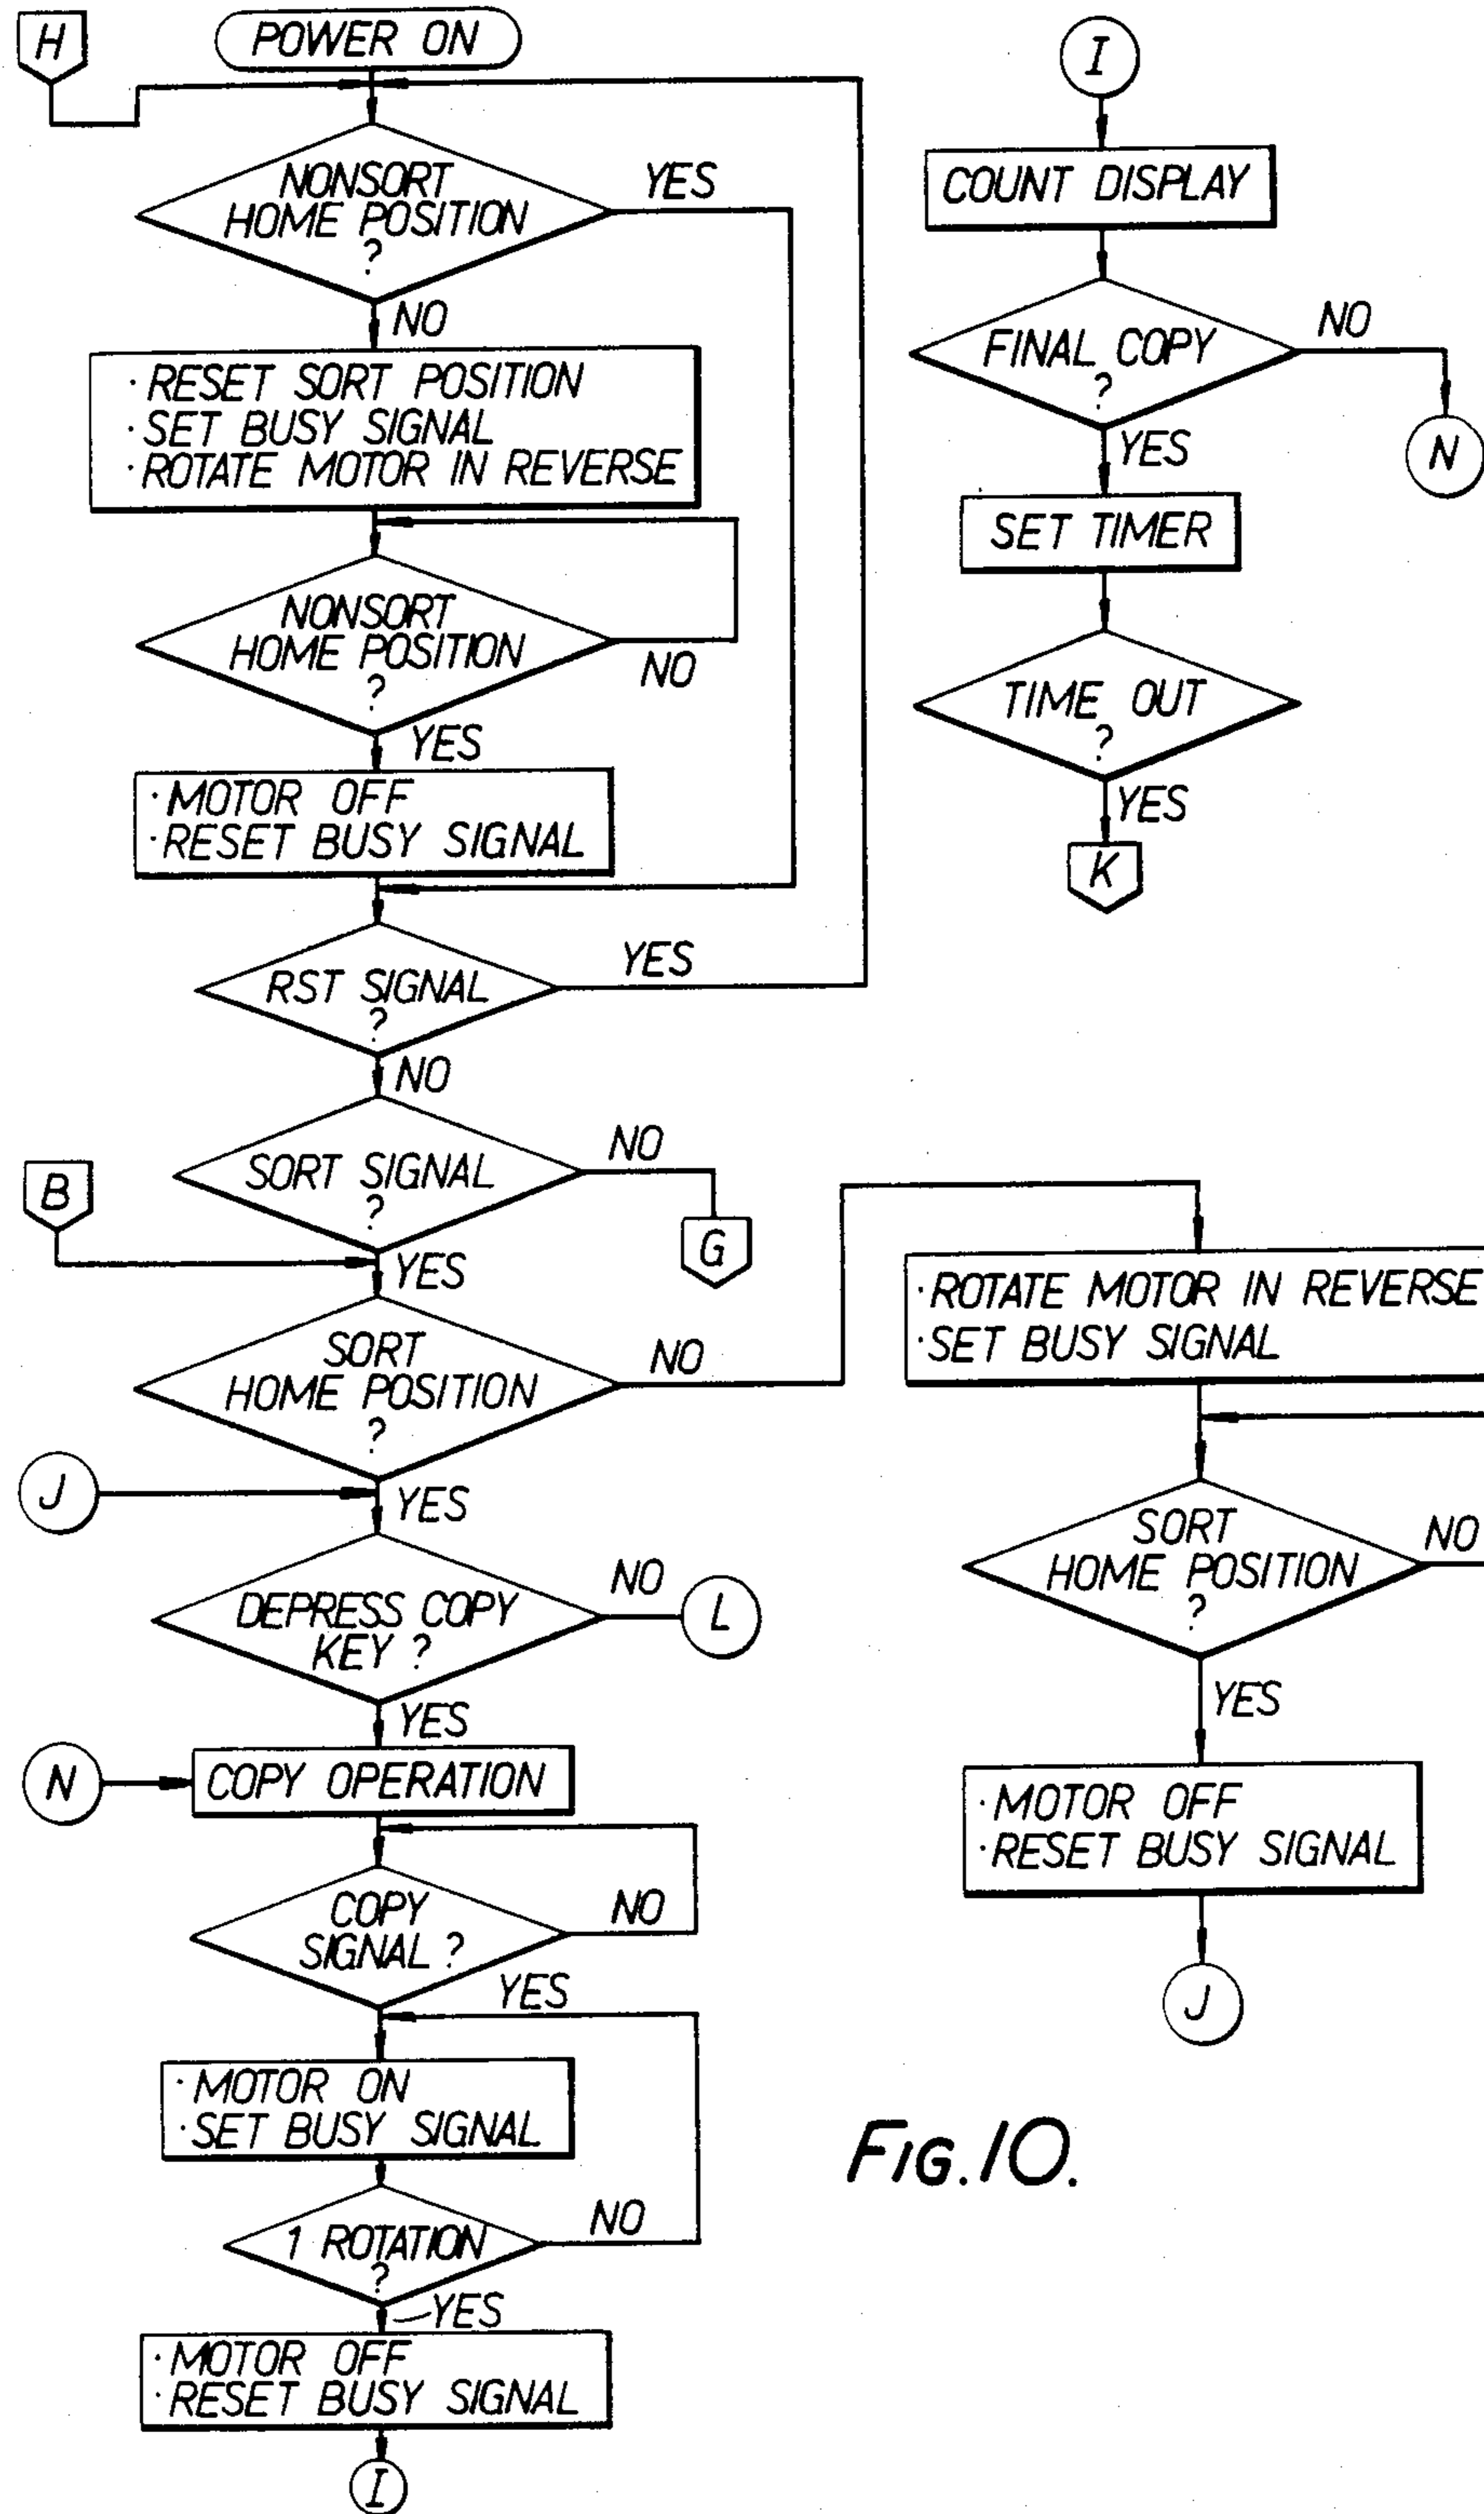 H
POWER ON
NONSORT
HOME POSITION
?
YES
NO
· RESET SORT POSITION
· SET BUSY SIGNAL
· ROTATE MOTOR IN REVERSE
NONSORT
HOME POSITION
?
NO
YES
· MOTOR OFF
· RESET BUSY SIGNAL
RST SIGNAL
?
YES
NO
SORT SIGNAL
?
NO
G
B
YES
SORT
HOME POSITION
?
NO
J
YES
DEPRESS COPY
KEY ?
NO
L
YES
N
COPY OPERATION
COPY
SIGNAL ?
NO
YES
· MOTOR ON
· SET BUSY SIGNAL
1 ROTATION
?
NO
YES
· MOTOR OFF
· RESET BUSY SIGNAL
I
I
COUNT DISPLAY
FINAL COPY
?
NO
N
YES
SET TIMER
TIME OUT
?
YES
K
· ROTATE MOTOR IN REVERSE
· SET BUSY SIGNAL
SORT
HOME POSITION
?
NO
YES
· MOTOR OFF
· RESET BUSY SIGNAL
J
FIG. 10.